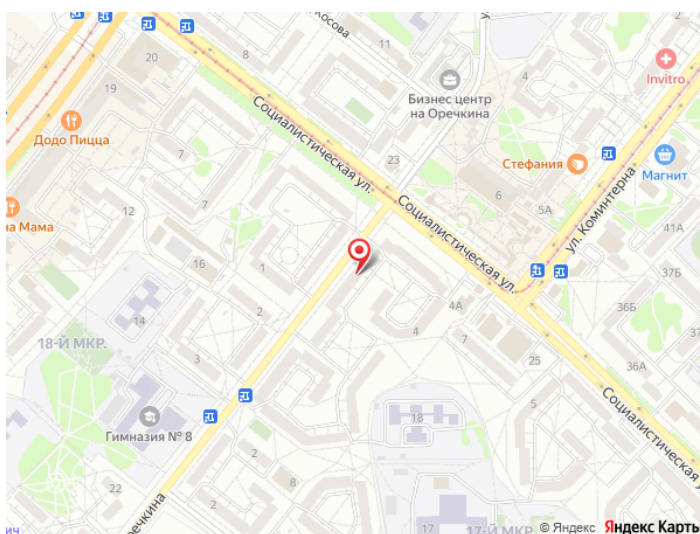 косова
8
20
11
19
Бизнес центр
на Оречкина
Invitro
Додо Пицца
Социалистическая ул.
7
7
23
Стефания
Магнит
6
12
5А
ул. Коминтерна
на Мама
Социалистическая ул.
41А
16
1
37Б
2
4А
36Б
14
4
18-Й МКР.
3
25
36А
5
Социалистическая у
18
Гимназия № 8
2
8
22
2
речкина
17
17-Й МКР.
ич
© Яндекс Яндекс Карты